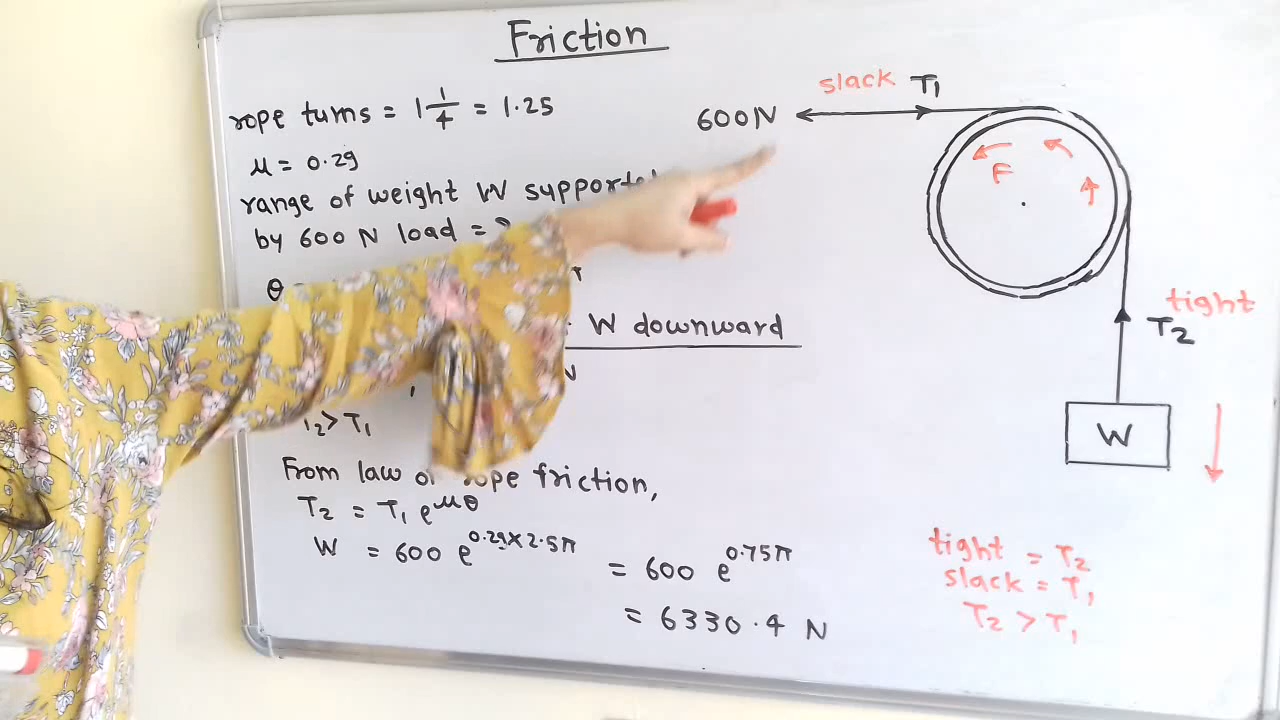 Friction
rope turns = 1 1/4 = 1.25
μ = 0.29
range of weight W
by 600 N load =
θ
W downward
T₂ > T₁
From law of rope friction,
T₂ = T₁ e^μθ
W = 600 e^0.29×2.5π = 600 e^0.75π
= 6330.4 N
slack T₁
600N
F
tight
T₂
W
tight = T₂
slack = T₁
T₂ > T₁